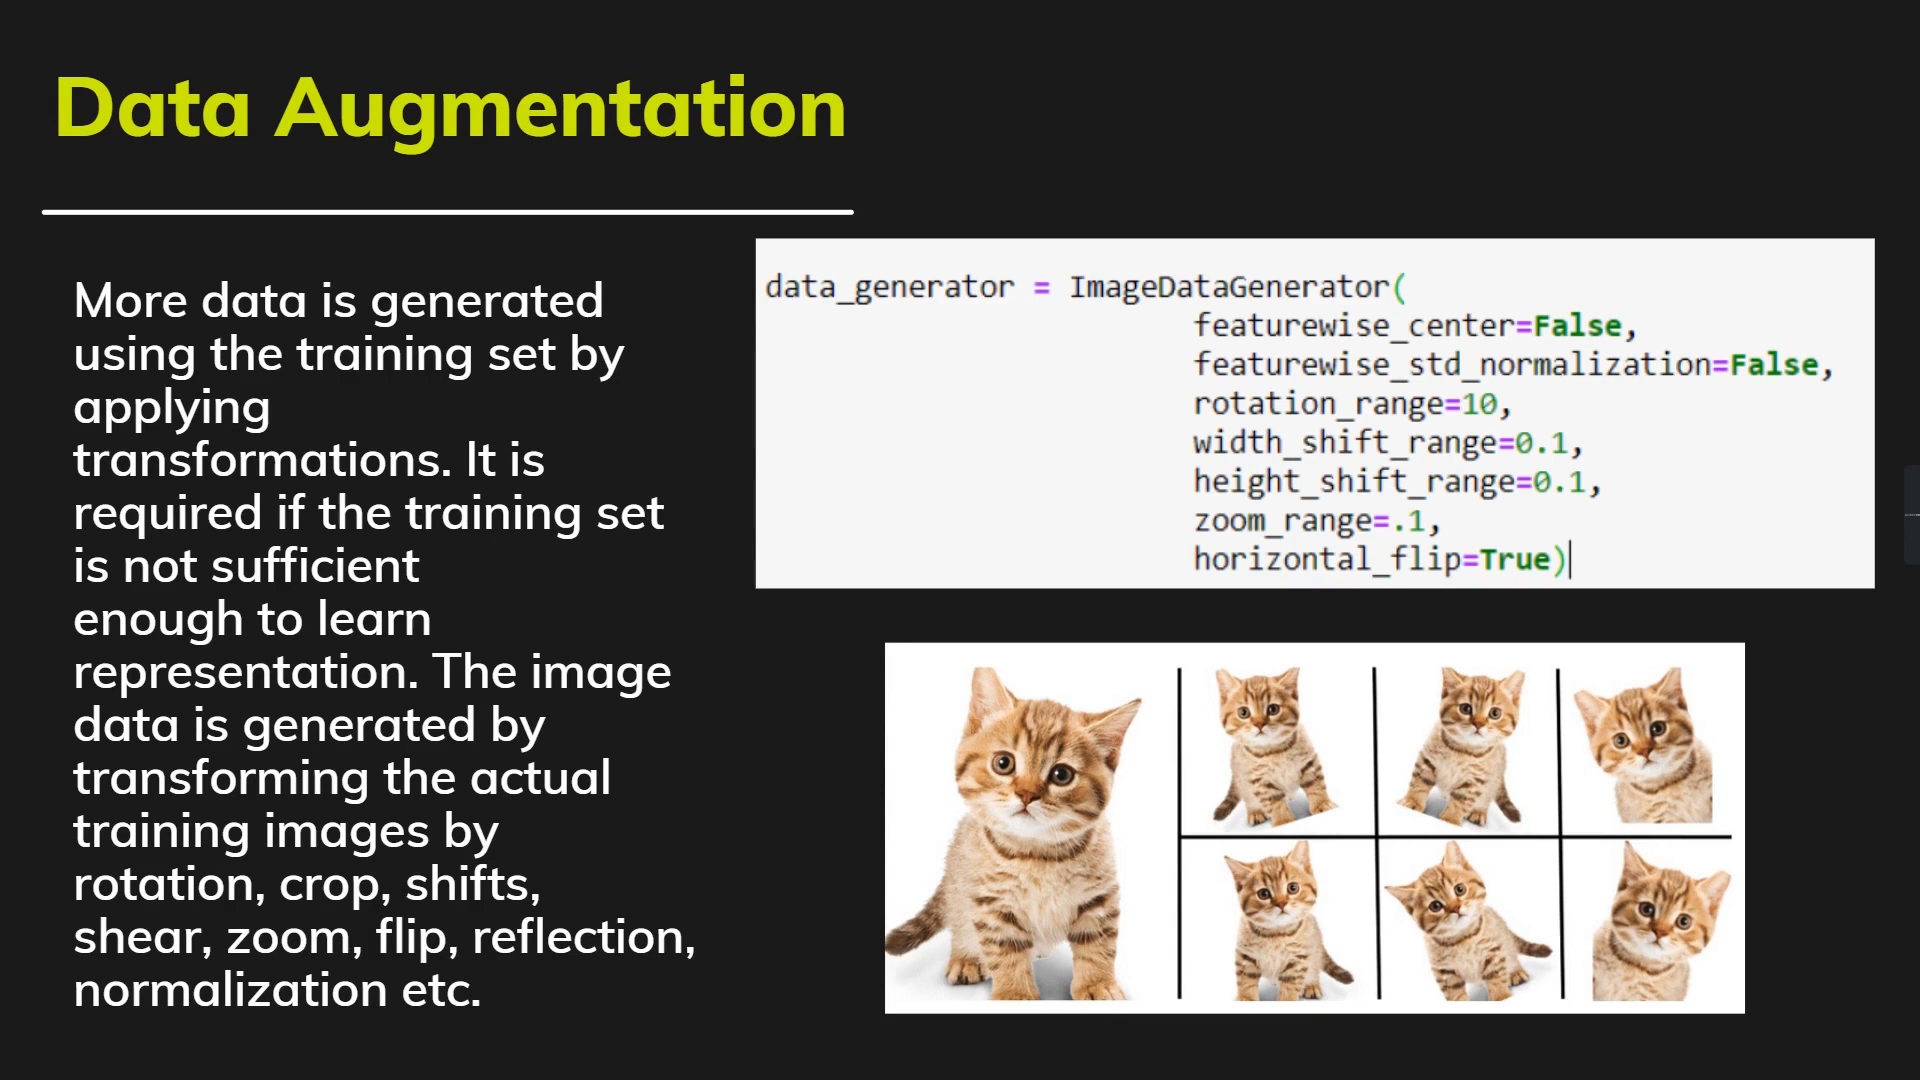 Data Augmentation
More data is generated
using the training set by
applying
transformations. It is
required if the training set
is not sufficient
enough to learn
representation. The image
data is generated by
transforming the actual
training images by
rotation, crop, shifts,
shear, zoom, flip, reflection,
normalization etc.
data_generator = ImageDataGenerator(
featurewise_center=False,
featurewise_std_normalization=False,
rotation_range=10,
width_shift_range=0.1,
height_shift_range=0.1,
zoom_range=.1,
horizontal_flip=True)